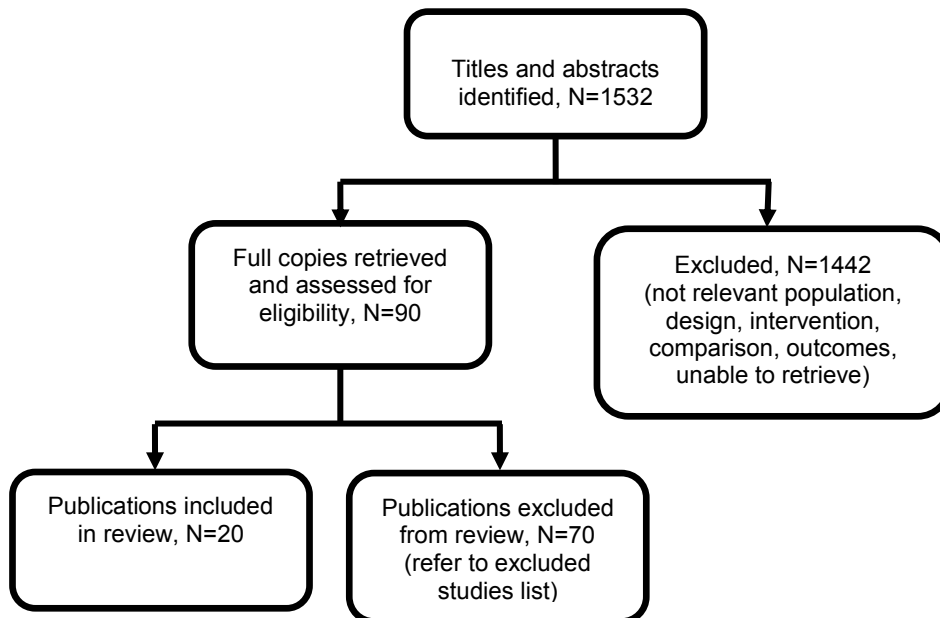 Titles and abstracts
identified, N=1532
Full copies retrieved
and assessed for
eligibility, N=90
Excluded, N=1442
(not relevant population,
design, intervention,
comparison, outcomes,
unable to retrieve)
Publications included
in review, N=20
Publications excluded
from review, N=70
(refer to excluded
studies list)